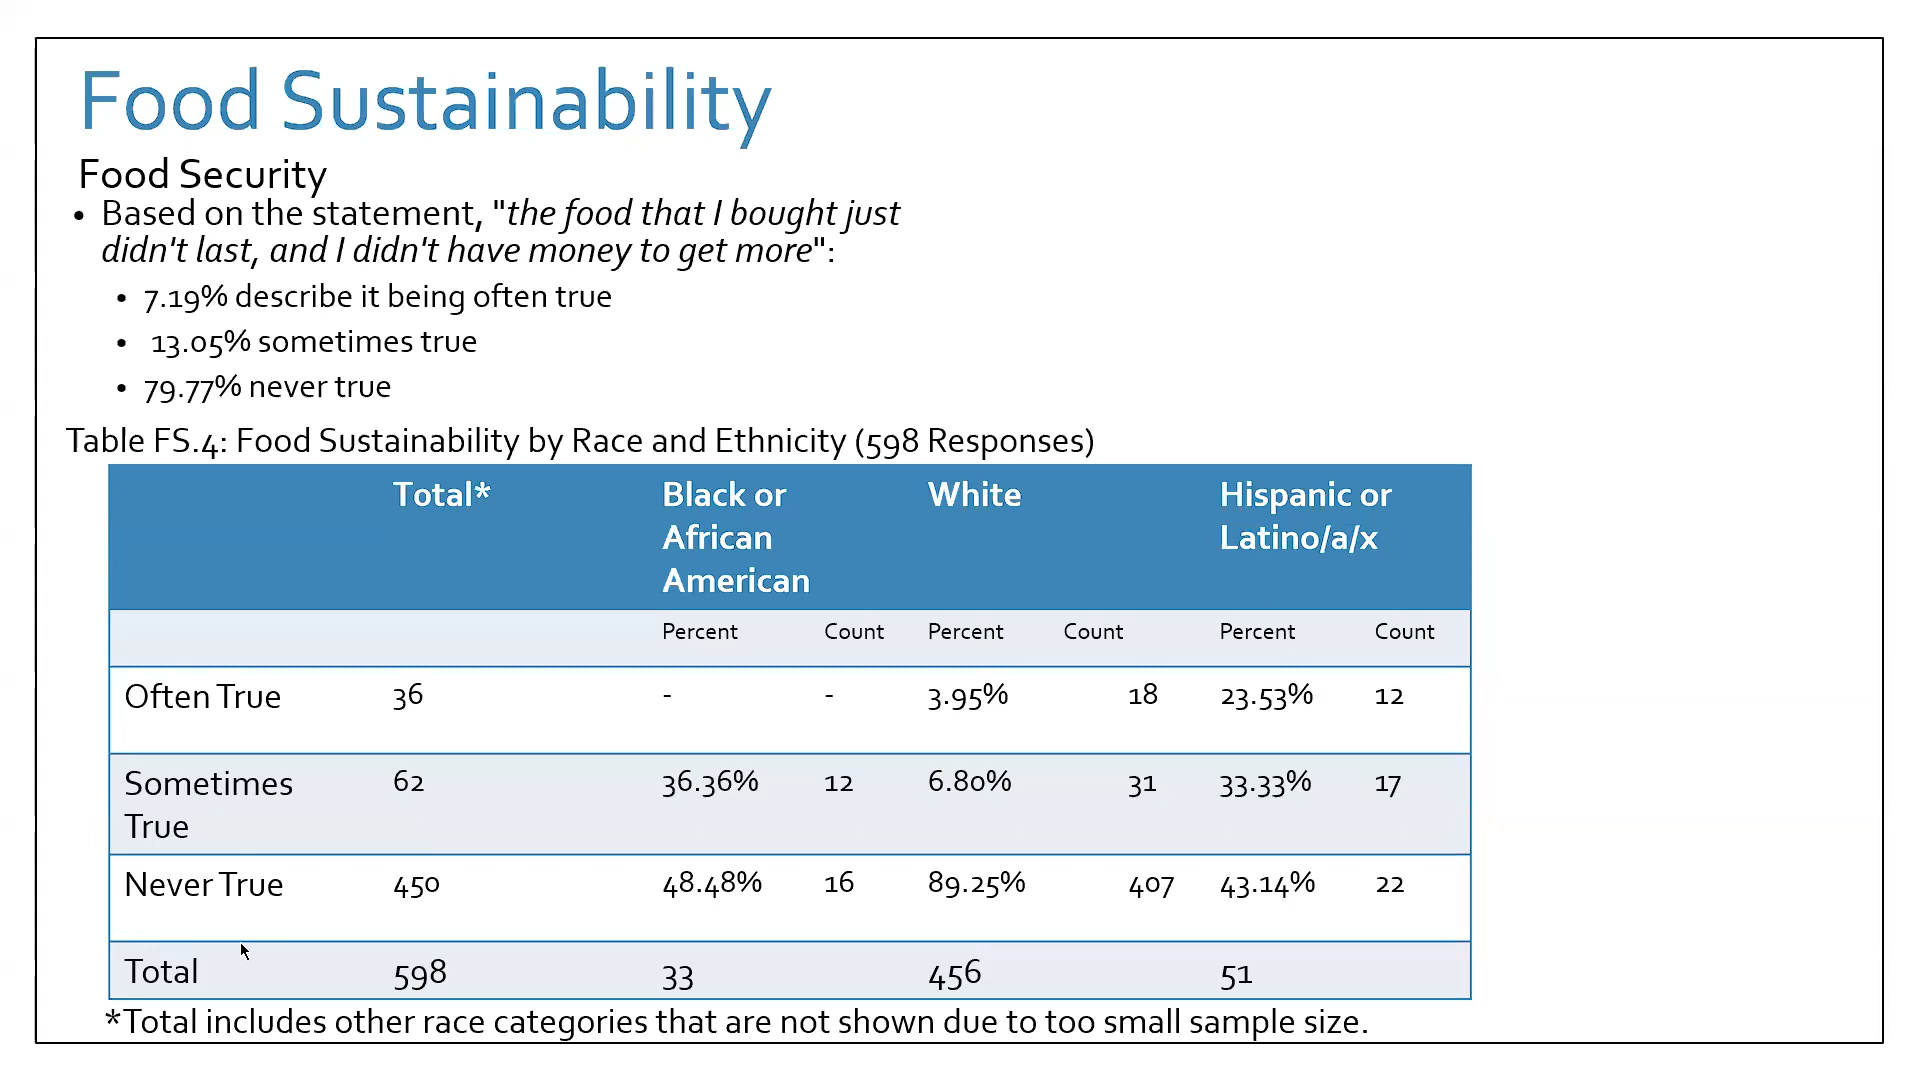 Food Sustainability
Food Security
• Based on the statement, "the food that I bought just
didn't last, and I didn't have money to get more":
• 7.19% describe it being often true
• 13.05% sometimes true
• 79.77% never true
Table FS.4: Food Sustainability by Race and Ethnicity (598 Responses)
Total* Black or African American White Hispanic or Latino/a/x
Percent Count Percent Count Percent Count
Often True 36 - - 3.95% 18 23.53% 12
Sometimes True 62 36.36% 12 6.80% 31 33.33% 17
Never True 450 48.48% 16 89.25% 407 43.14% 22
Total 598 33 456 51
*Total includes other race categories that are not shown due to too small sample size.